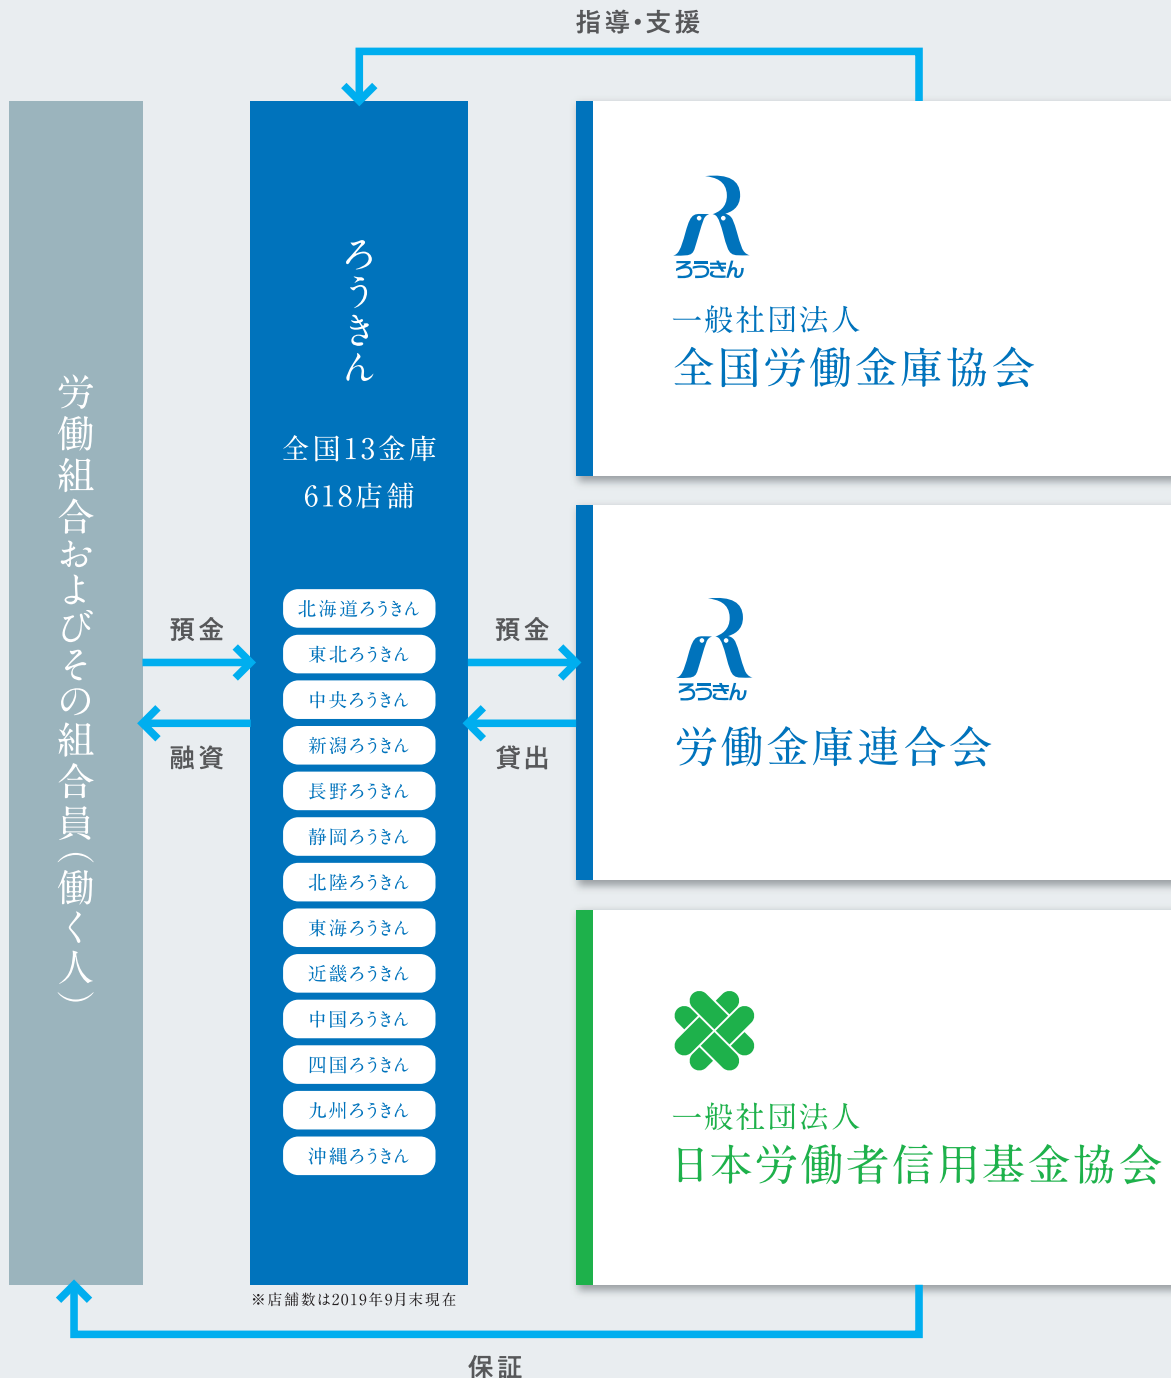 指導・支援
労働組合およびその組合員（働く人）
預金
融資
ろうきん
全国13金庫
618店舗
北海道ろうきん
東北ろうきん
中央ろうきん
新潟ろうきん
長野ろうきん
静岡ろうきん
北陸ろうきん
東海ろうきん
近畿ろうきん
中国ろうきん
四国ろうきん
九州ろうきん
沖縄ろうきん
※店舗数は2019年9月末現在
預金
貸出
ろうきん
一般社団法人
全国労働金庫協会
ろうきん
労働金庫連合会
一般社団法人
日本労働者信用基金協会
保証